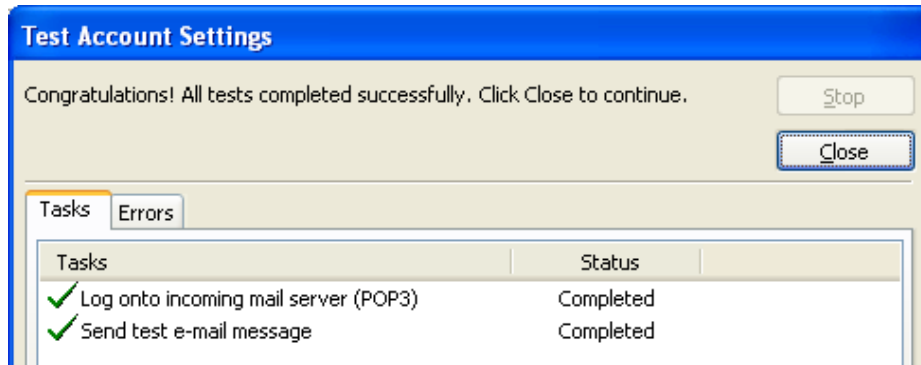 Test Account Settings
Congratulations! All tests completed successfully. Click Close to continue.
Stop
Close
Tasks Errors
Tasks Status
Log onto incoming mail server (POP3) Completed
Send test e-mail message Completed